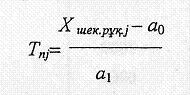 Tnj= (X шек.рұқ.j – a0) / a1